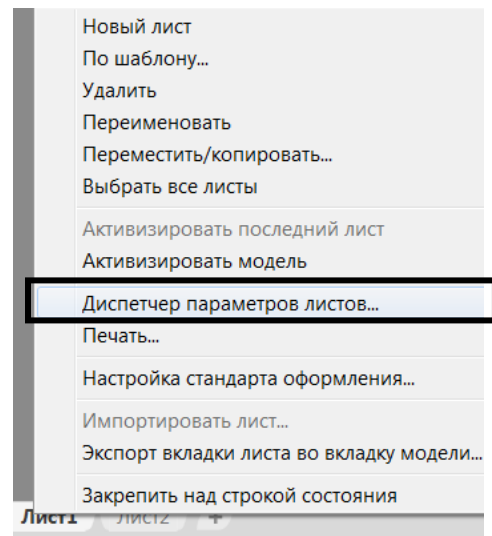 Новый лист
По шаблону...
Удалить
Переименовать
Переместить/копировать...
Выбрать все листы
Активизировать последний лист
Активизировать модель
Диспетчер параметров листов...
Печать...
Настройка стандарта оформления...
Импортировать лист...
Экспорт вкладки листа во вкладку модели...
Закрепить над строкой состояния
Лист1 Лист2 +